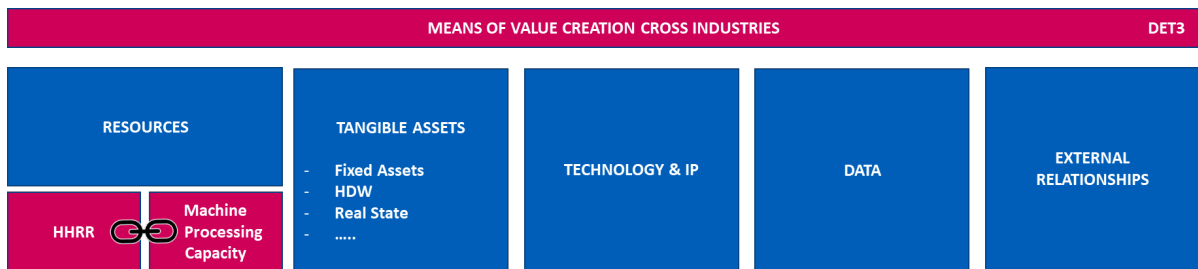 MEANS OF VALUE CREATION CROSS INDUSTRIES
DET3
RESOURCES
HHRR
Machine
Processing
Capacity
TANGIBLE ASSETS
- Fixed Assets
- HDW
- Real State
- .....
TECHNOLOGY & IP
DATA
EXTERNAL
RELATIONSHIPS